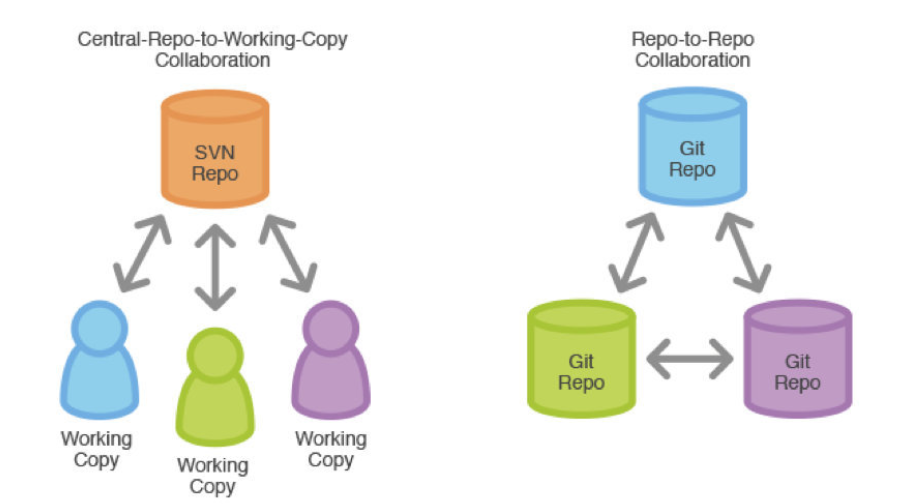 Central-Repo-to-Working-Copy
Collaboration
SVN
Repo
Working
Copy
Working
Copy
Working
Copy
Repo-to-Repo
Collaboration
Git
Repo
Git
Repo
Git
Repo